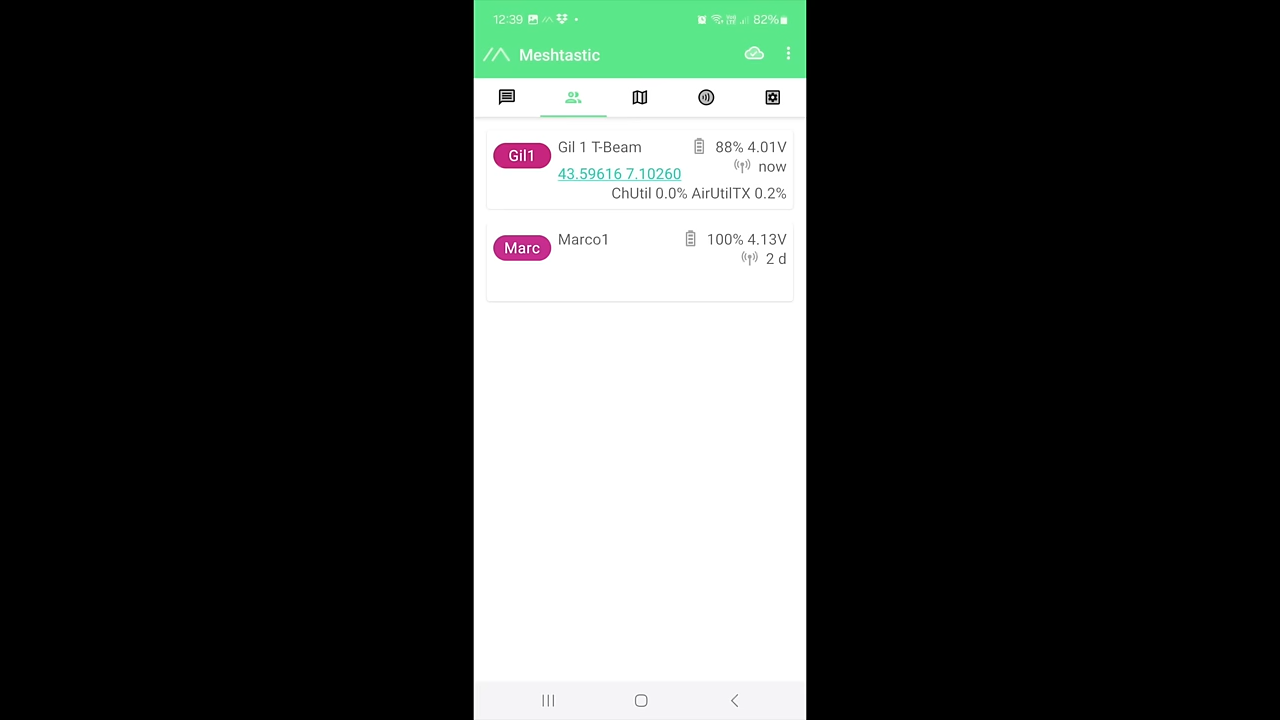 12:39 82%
Meshtastic
Gil1 Gil 1 T-Beam 88% 4.01V
now
43.59616 7.10260
ChUtil 0.0% AirUtilTX 0.2%
Marc Marco1 100% 4.13V
2 d